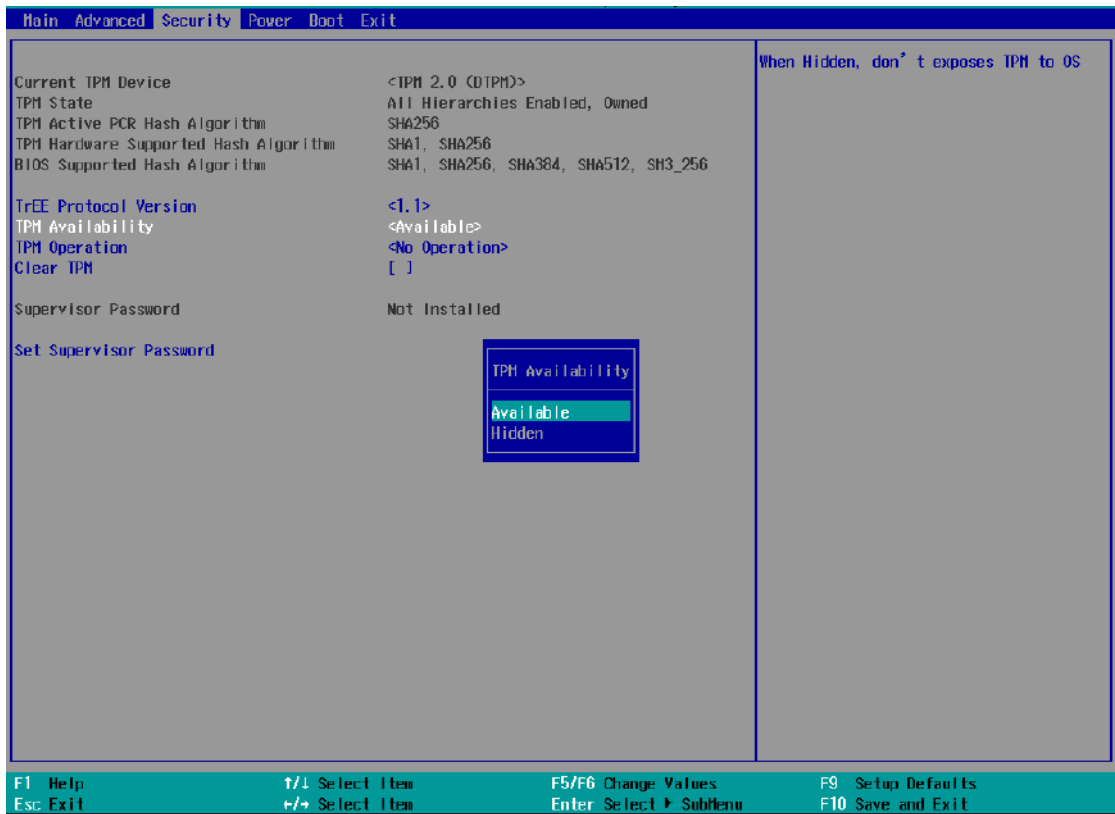 Main Advanced Security Power Boot Exit
When Hidden, don't exposes TPM to OS
Current TPM Device <TPM 2.0 (DTPM)>
TPM State All Hierarchies Enabled, Owned
TPM Active PCR Hash Algorithm SHA256
TPM Hardware Supported Hash Algorithm SHA1, SHA256
BIOS Supported Hash Algorithm SHA1, SHA256, SHA384, SHA512, SM3_256
TrEE Protocol Version <1.1>
TPM Availability <Available>
TPM Operation <No Operation>
Clear TPM [ ]
Supervisor Password Not Installed
Set Supervisor Password
TPM Availability
Available
Hidden
F1 Help ↑/↓ Select Item F5/F6 Change Values F9 Setup Defaults
Esc Exit ←/→ Select Item Enter Select ▶ SubMenu F10 Save and Exit